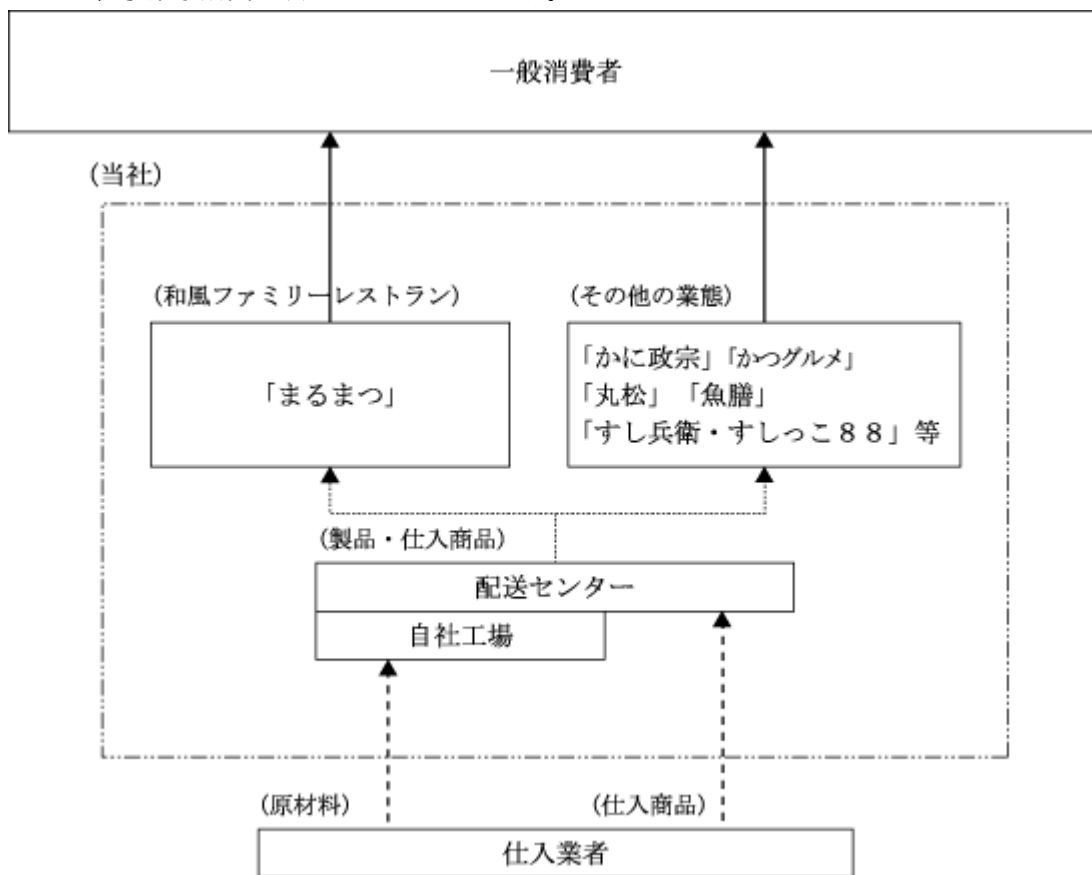 一般消費者
(当社)
(和風ファミリーレストラン)
(その他の業態)
「まるまつ」
「かに政宗」「かつグルメ」
「丸松」「魚膳」
「すし兵衛・すしっこ88」等
(製品・仕入商品)
配送センター
自社工場
(原材料)
(仕入商品)
仕入業者